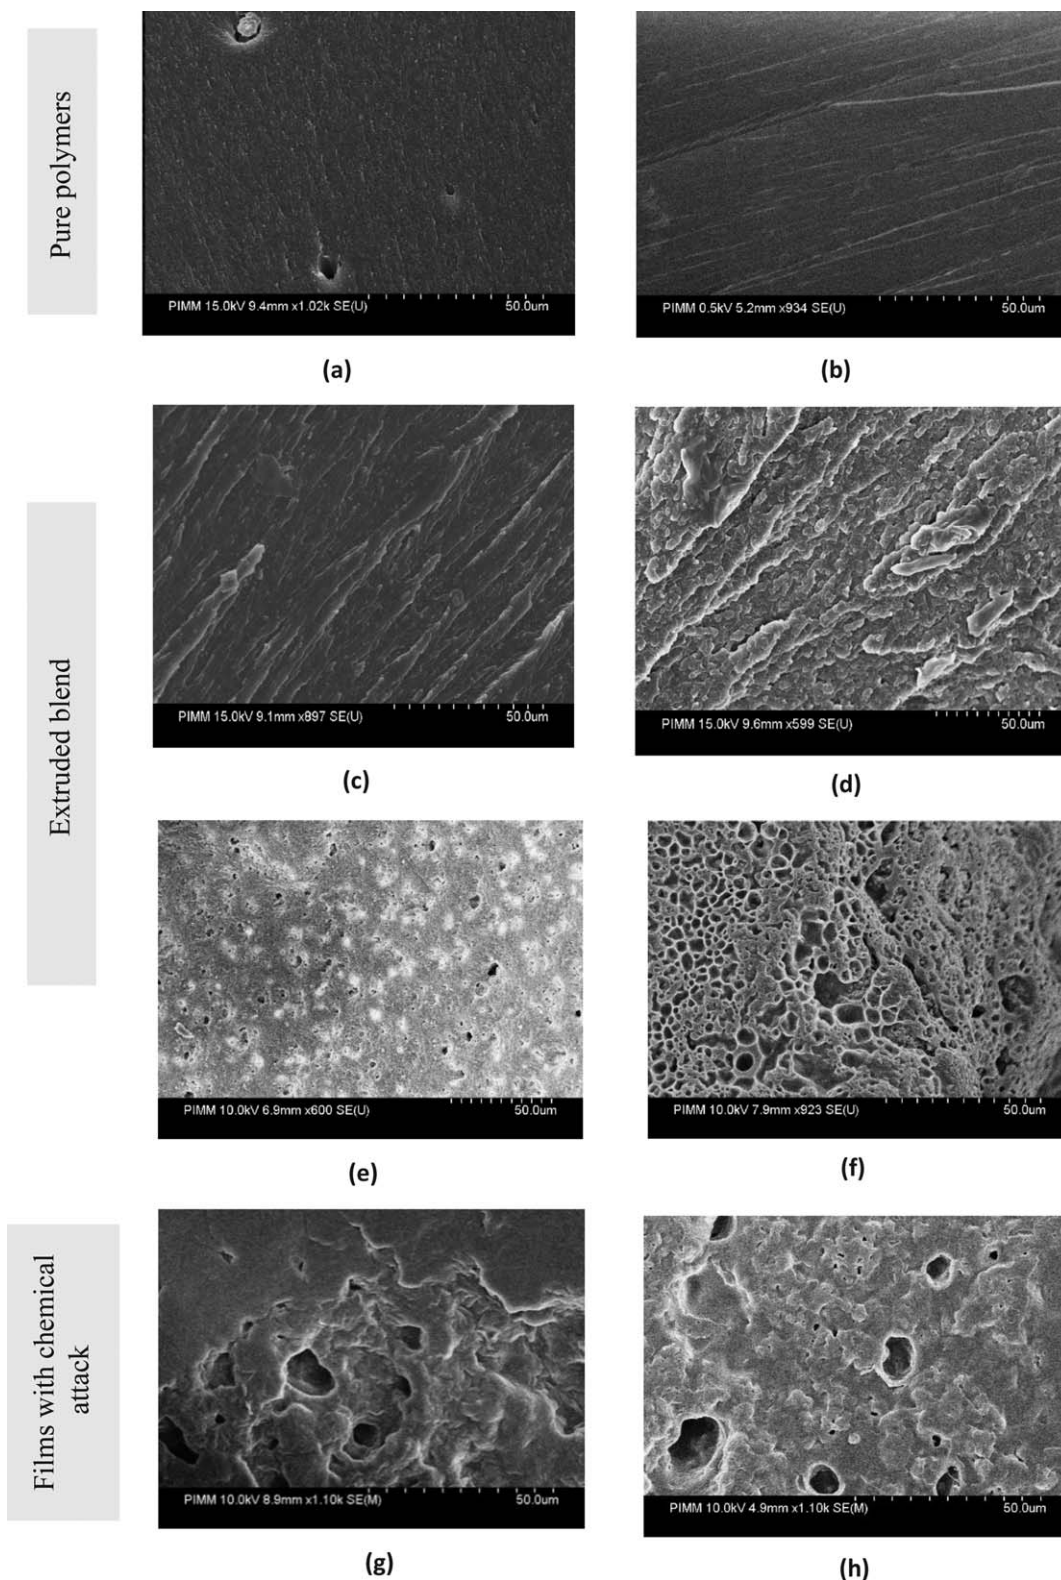 Pure polymers
PIMM 15.0kV 9.4mm x1.02k SE(U) 50.0um
PIMM 0.5kV 5.2mm x934 SE(U) 50.0um
(a)
(b)
Extruded blend
PIMM 15.0kV 9.1mm x897 SE(U) 50.0um
PIMM 15.0kV 9.6mm x599 SE(U) 50.0um
(c)
(d)
PIMM 10.0kV 6.9mm x600 SE(U) 50.0um
PIMM 10.0kV 7.9mm x923 SE(U) 50.0um
(e)
(f)
Films with chemical
attack
PIMM 10.0kV 8.9mm x1.10k SE(M) 50.0um
PIMM 10.0kV 4.9mm x1.10k SE(M) 50.0um
(g)
(h)